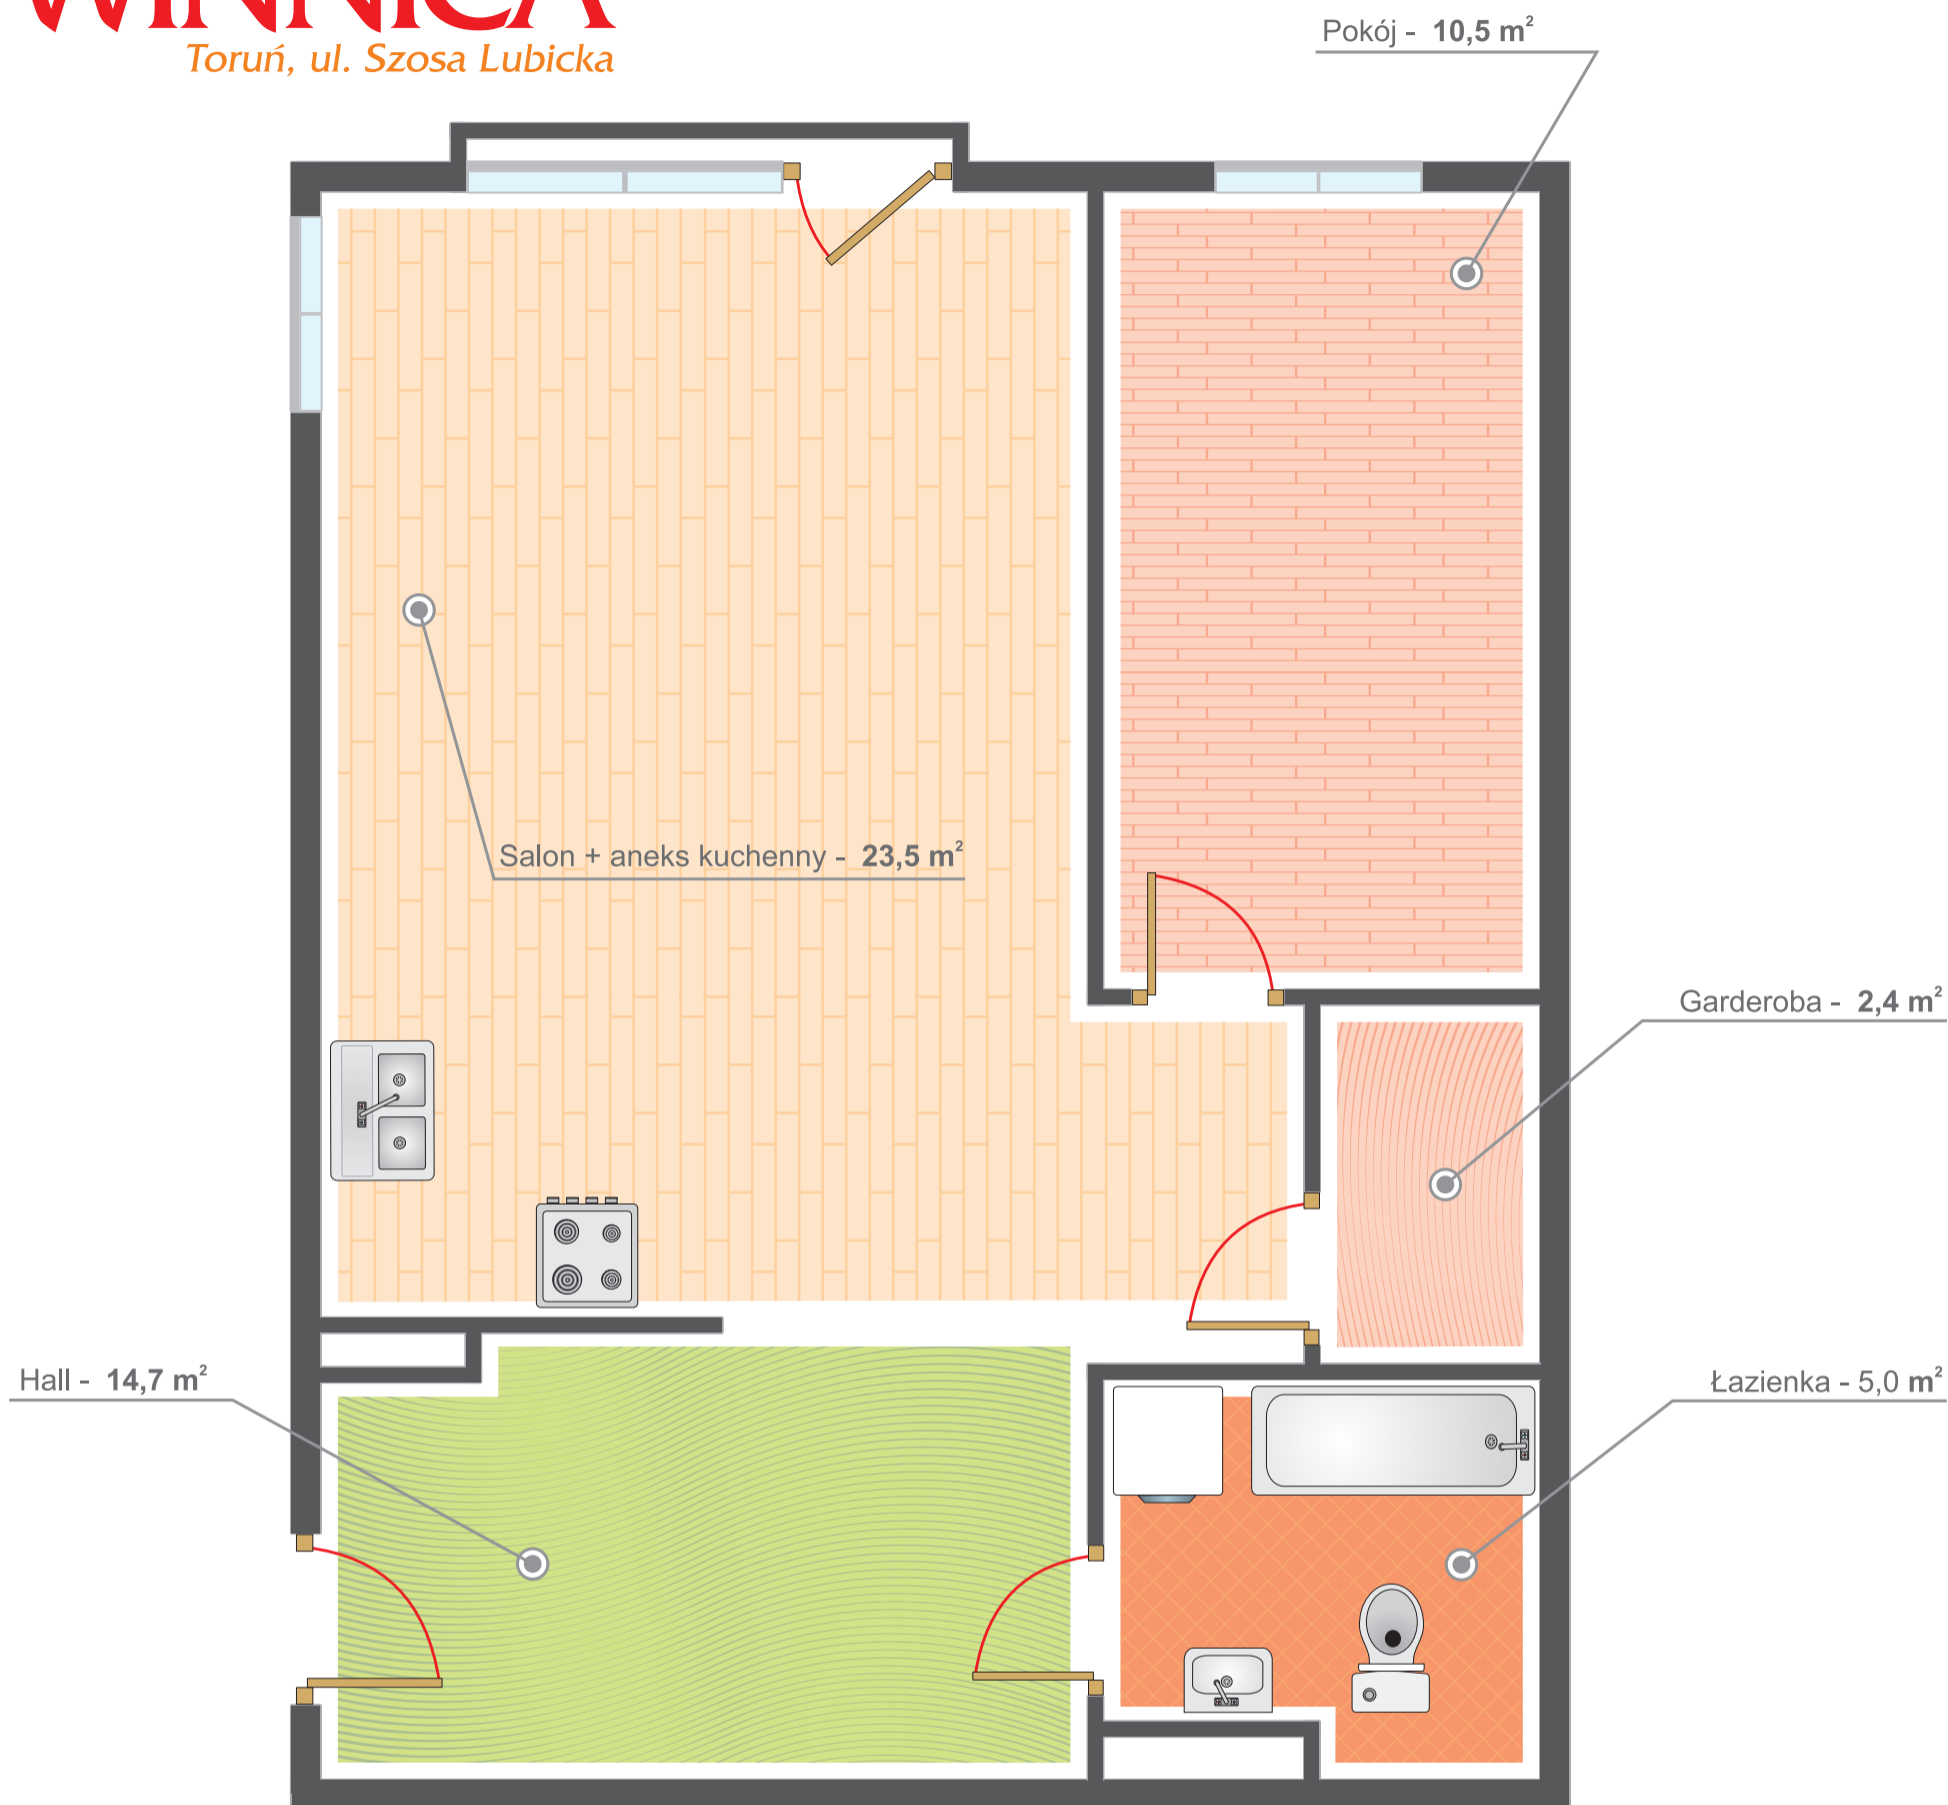 WINNICA
Toruń, ul. Szosa Lubicka
Pokój - 10,5 m²
Salon + aneks kuchenny - 23,5 m²
Garderoba - 2,4 m²
Hall - 14,7 m²
Łazienka - 5,0 m²